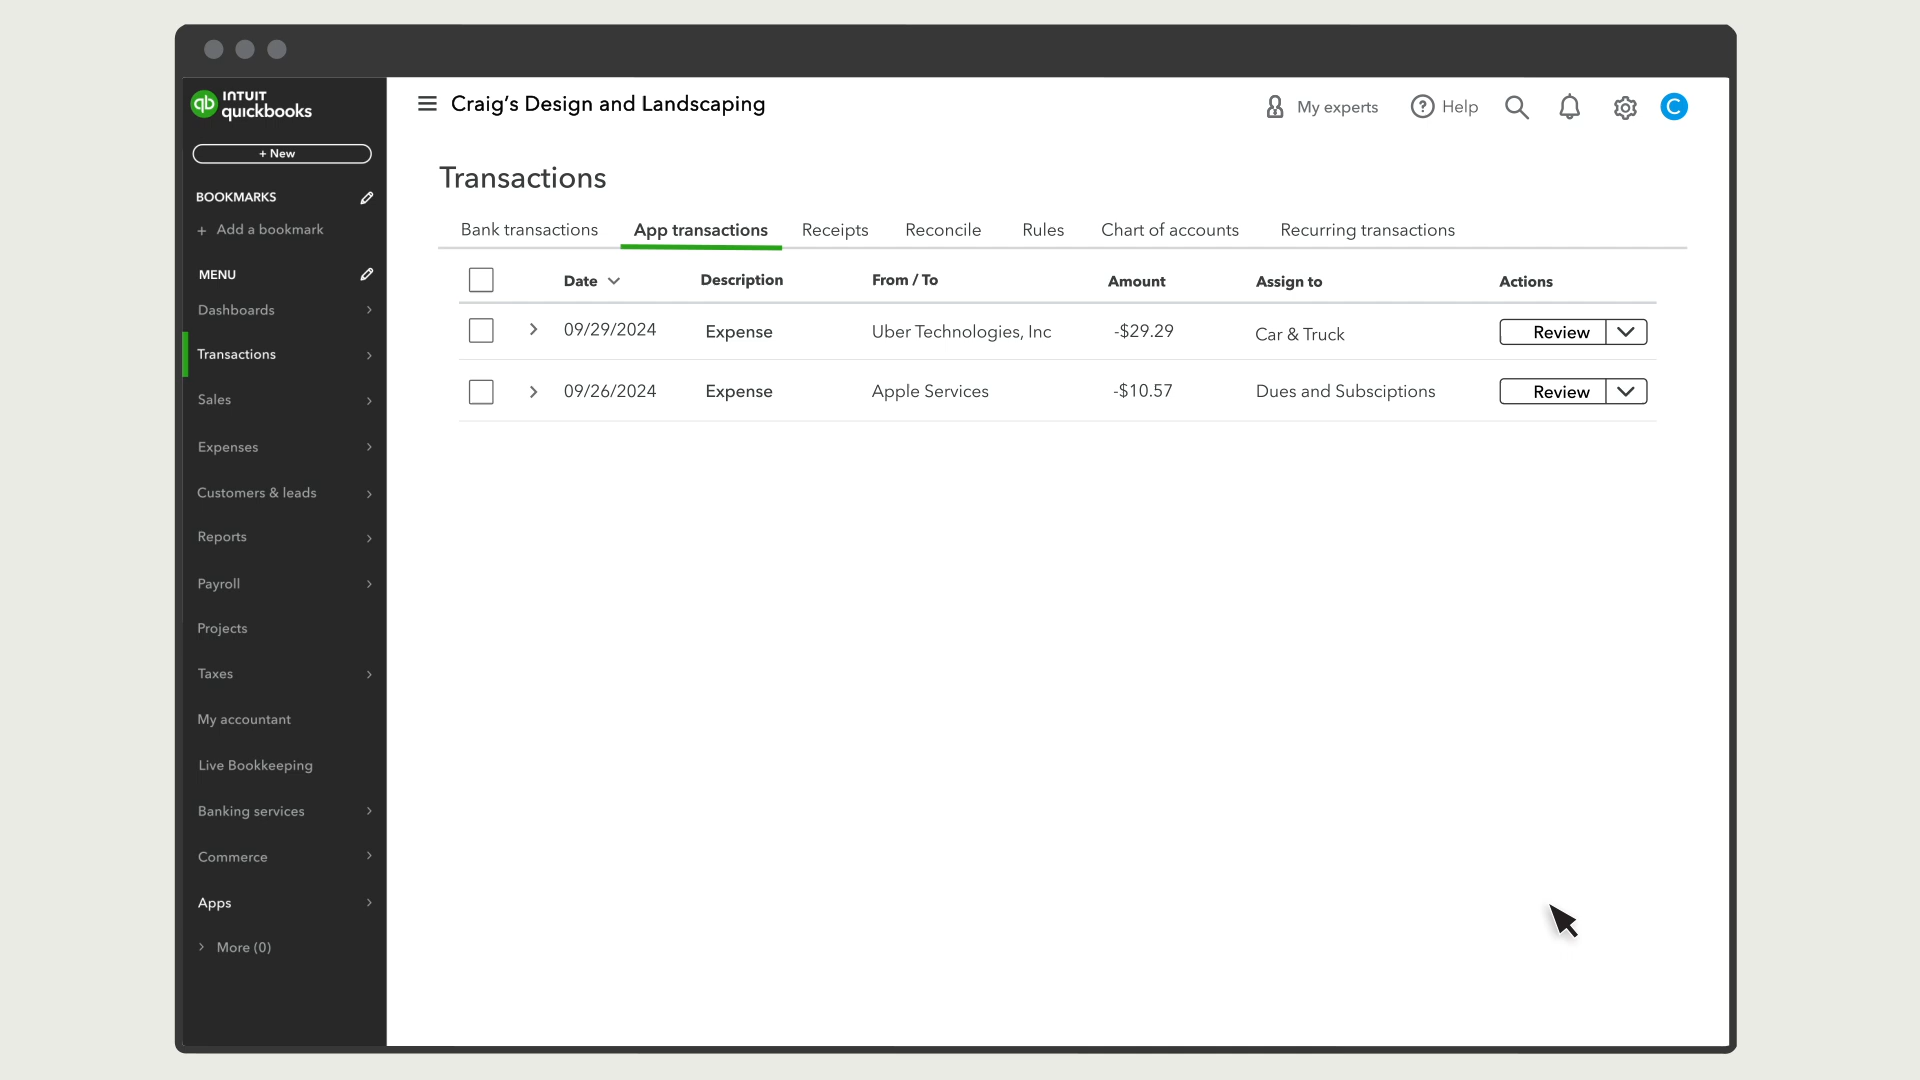 INTUIT
quickbooks
+ New
BOOKMARKS
+ Add a bookmark
MENU
Dashboards
Transactions
Sales
Expenses
Customers & leads
Reports
Payroll
Projects
Taxes
My accountant
Live Bookkeeping
Banking services
Commerce
Apps
More (0)
Craig's Design and Landscaping
My experts
? Help
C
Transactions
Bank transactions App transactions Receipts Reconcile Rules Chart of accounts Recurring transactions
Date Description From / To Amount Assign to Actions
09/29/2024 Expense Uber Technologies, Inc -$29.29 Car & Truck Review
09/26/2024 Expense Apple Services -$10.57 Dues and Subsciptions Review